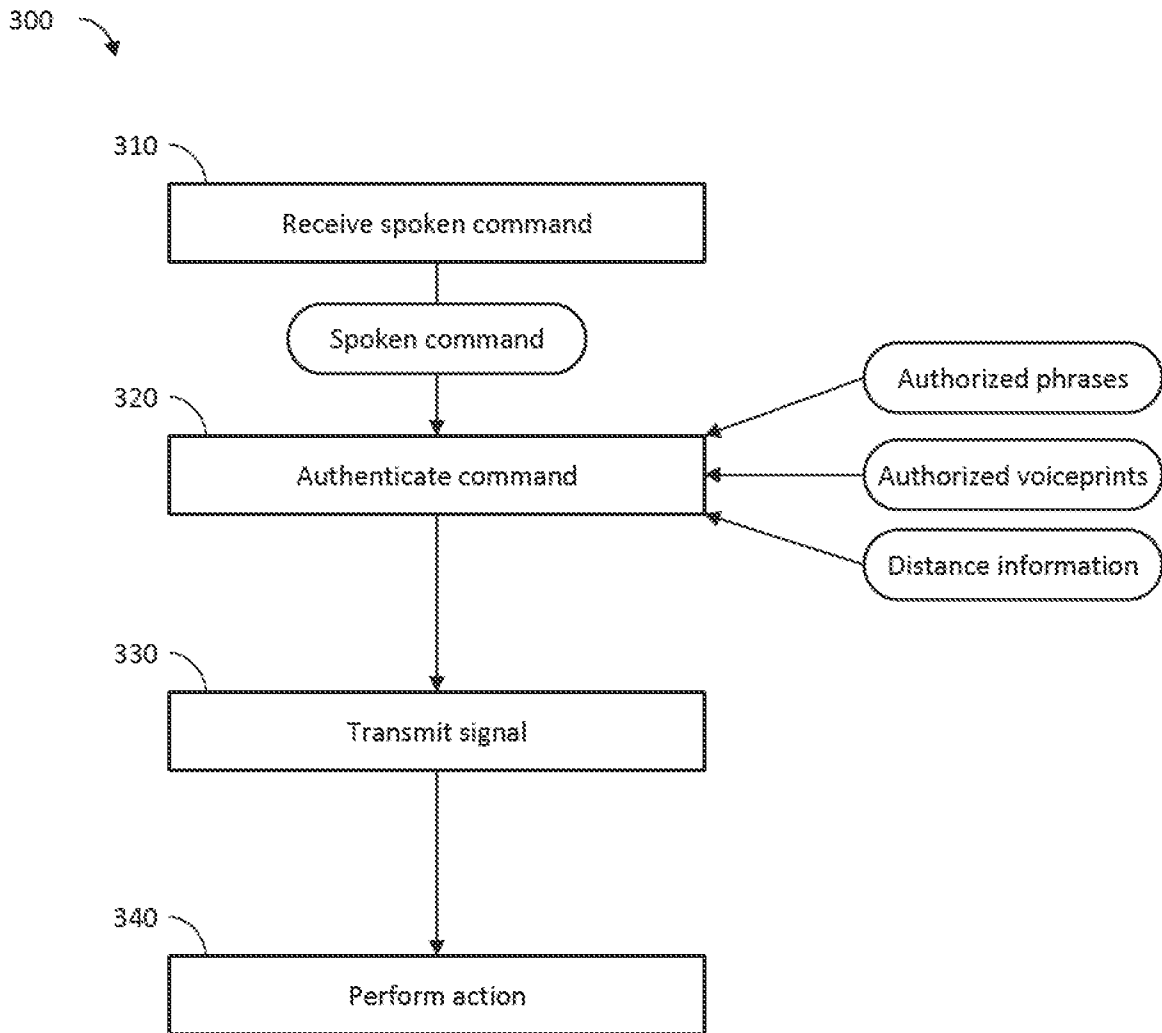 300
310
Receive spoken command
Spoken command
320
Authorized phrases
Authenticate command
Authorized voiceprints
Distance information
330
Transmit signal
340
Perform action